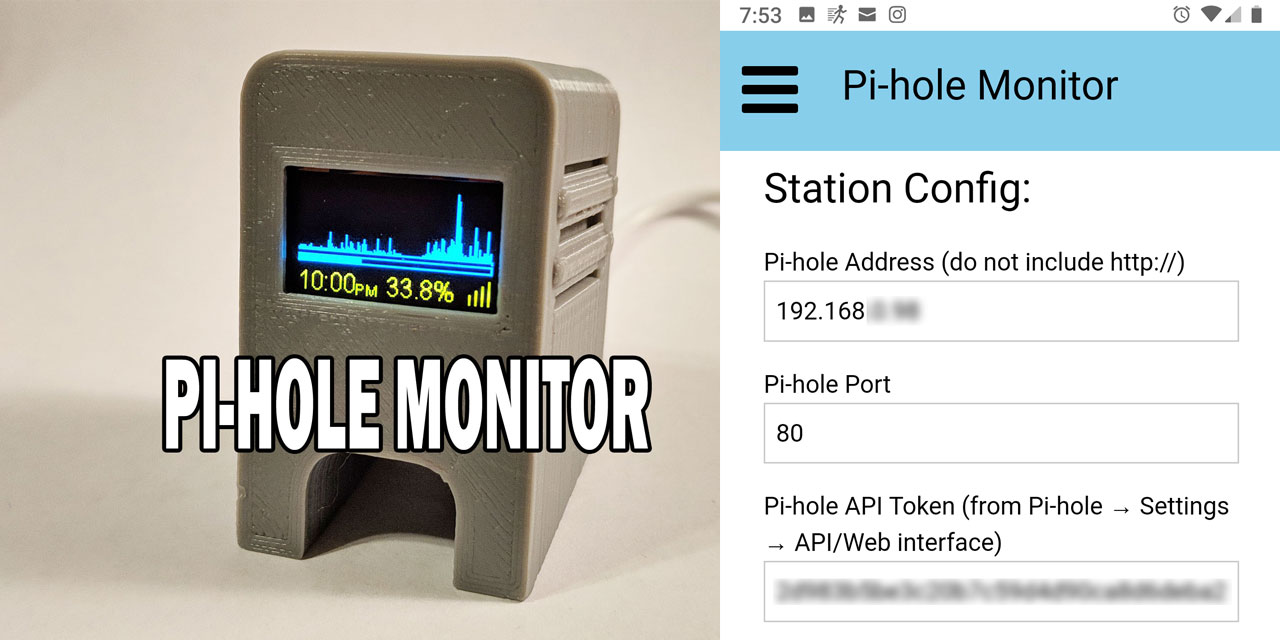 10:00PM 33.8%
PI-HOLE MONITOR
7:53
Pi-hole Monitor
Station Config:
Pi-hole Address (do not include http://)
192.168
Pi-hole Port
80
Pi-hole API Token (from Pi-hole → Settings
→ API/Web interface)